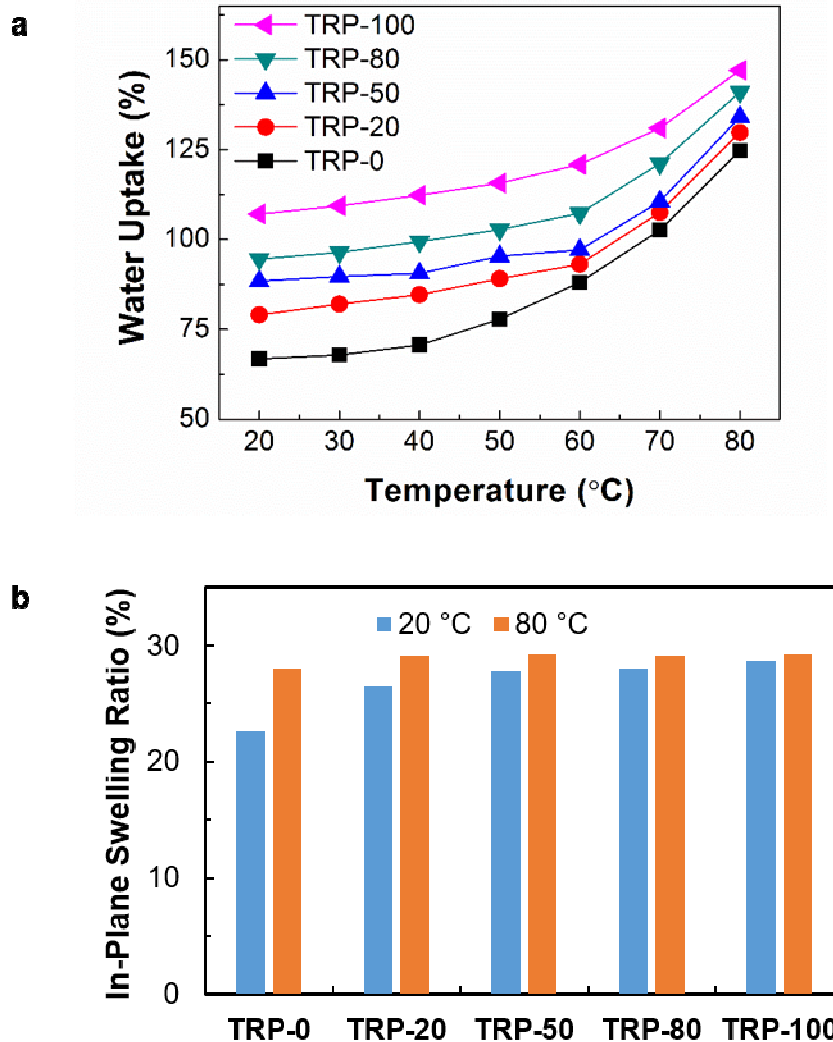 a
TRP-100
TRP-80
TRP-50
TRP-20
TRP-0
Water Uptake (%)
150
125
100
75
50
20 30 40 50 60 70 80
Temperature (°C)
b
In-Plane Swelling Ratio (%)
20 °C 80 °C
30
20
10
0
TRP-0 TRP-20 TRP-50 TRP-80 TRP-100